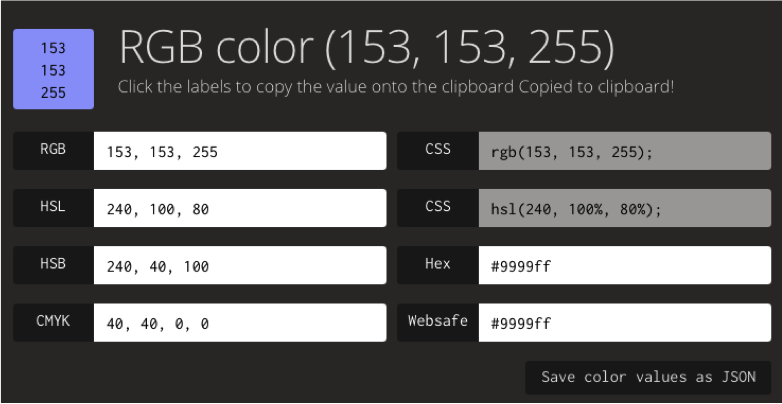 153
153
255
RGB color (153, 153, 255)
Click the labels to copy the value onto the clipboard Copied to clipboard!
RGB 153, 153, 255
CSS rgb(153, 153, 255);
HSL 240, 100, 80
CSS hsl(240, 100%, 80%);
HSB 240, 40, 100
Hex #9999ff
CMYK 40, 40, 0, 0
Websafe #9999ff
Save color values as JSON